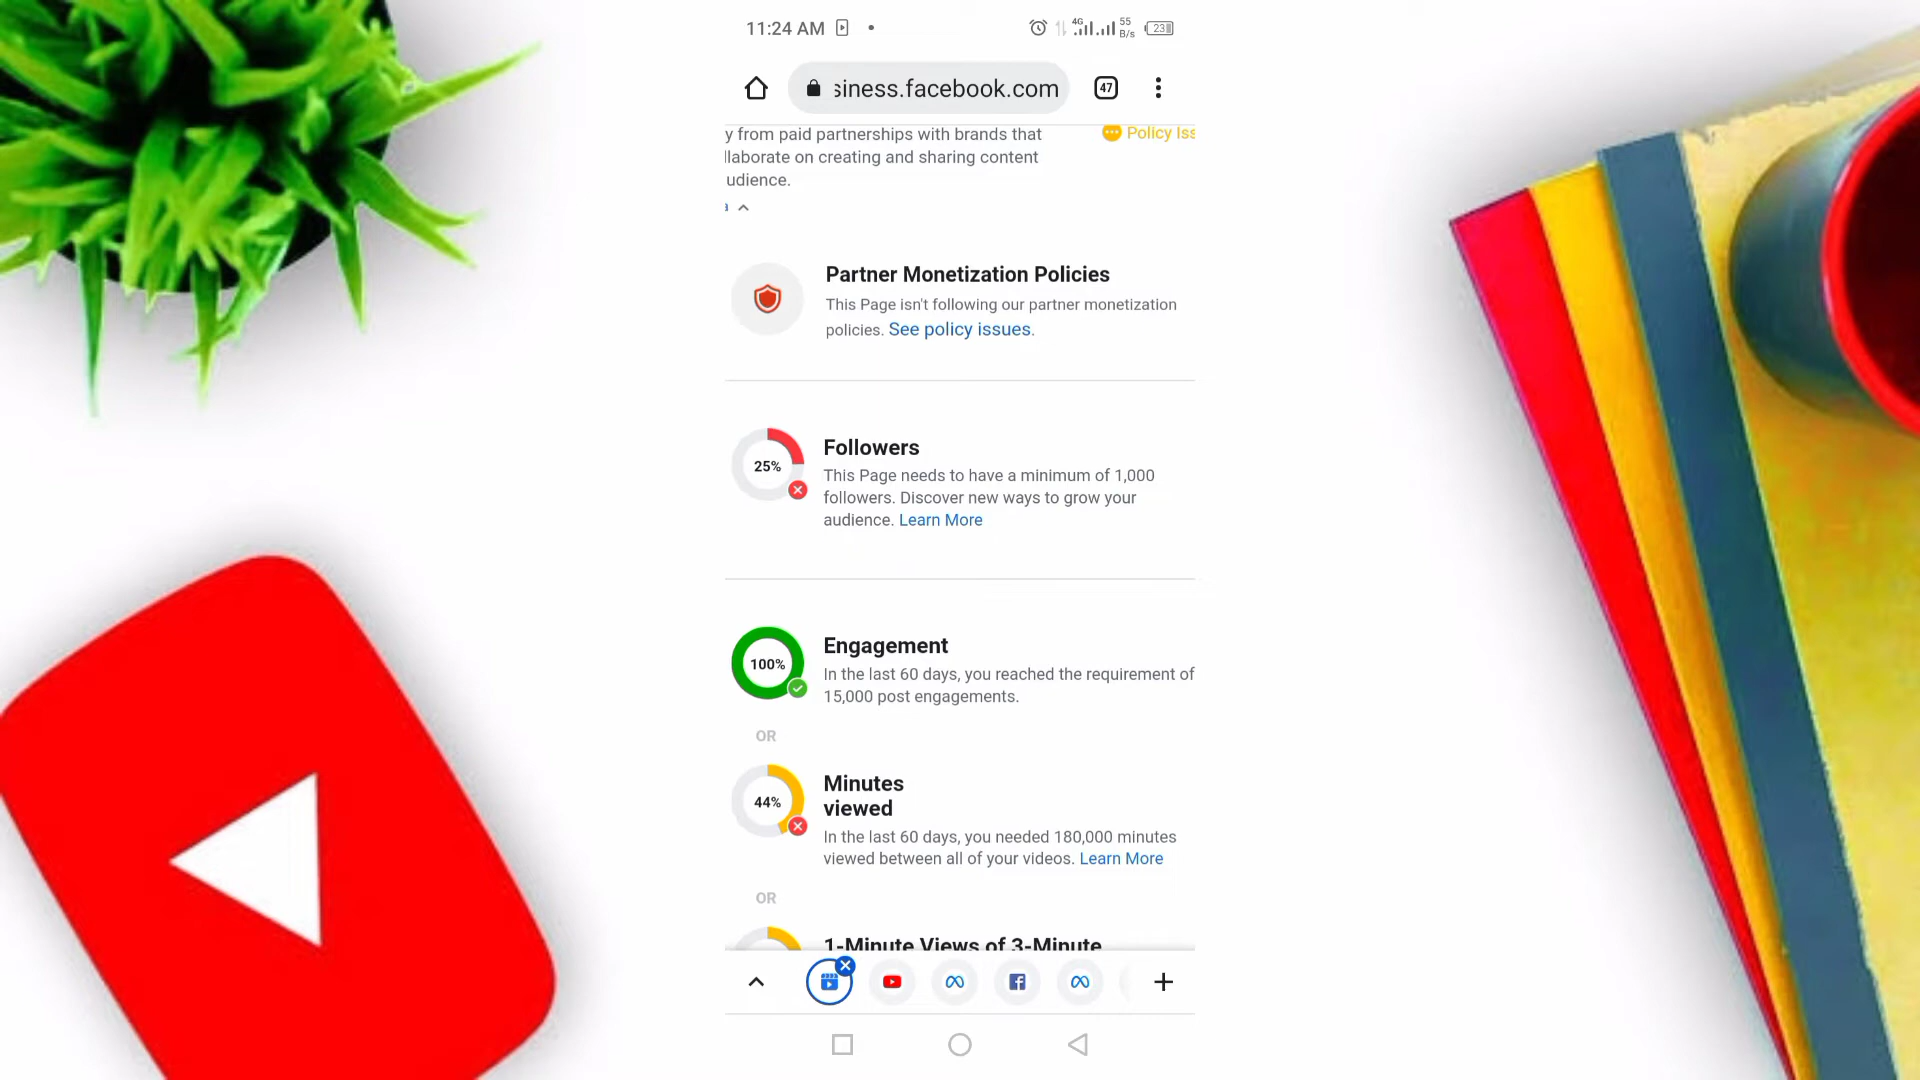 11:24 AM
4G
55
B/s
23
siness.facebook.com
47
y from paid partnerships with brands that
llaborate on creating and sharing content
udience.
Policy Iss
Partner Monetization Policies
This Page isn't following our partner monetization
policies. See policy issues.
25%
Followers
This Page needs to have a minimum of 1,000
followers. Discover new ways to grow your
audience. Learn More
100%
Engagement
In the last 60 days, you reached the requirement of
15,000 post engagements.
OR
44%
Minutes
viewed
In the last 60 days, you needed 180,000 minutes
viewed between all of your videos. Learn More
OR
1-Minute Views of 3-Minute